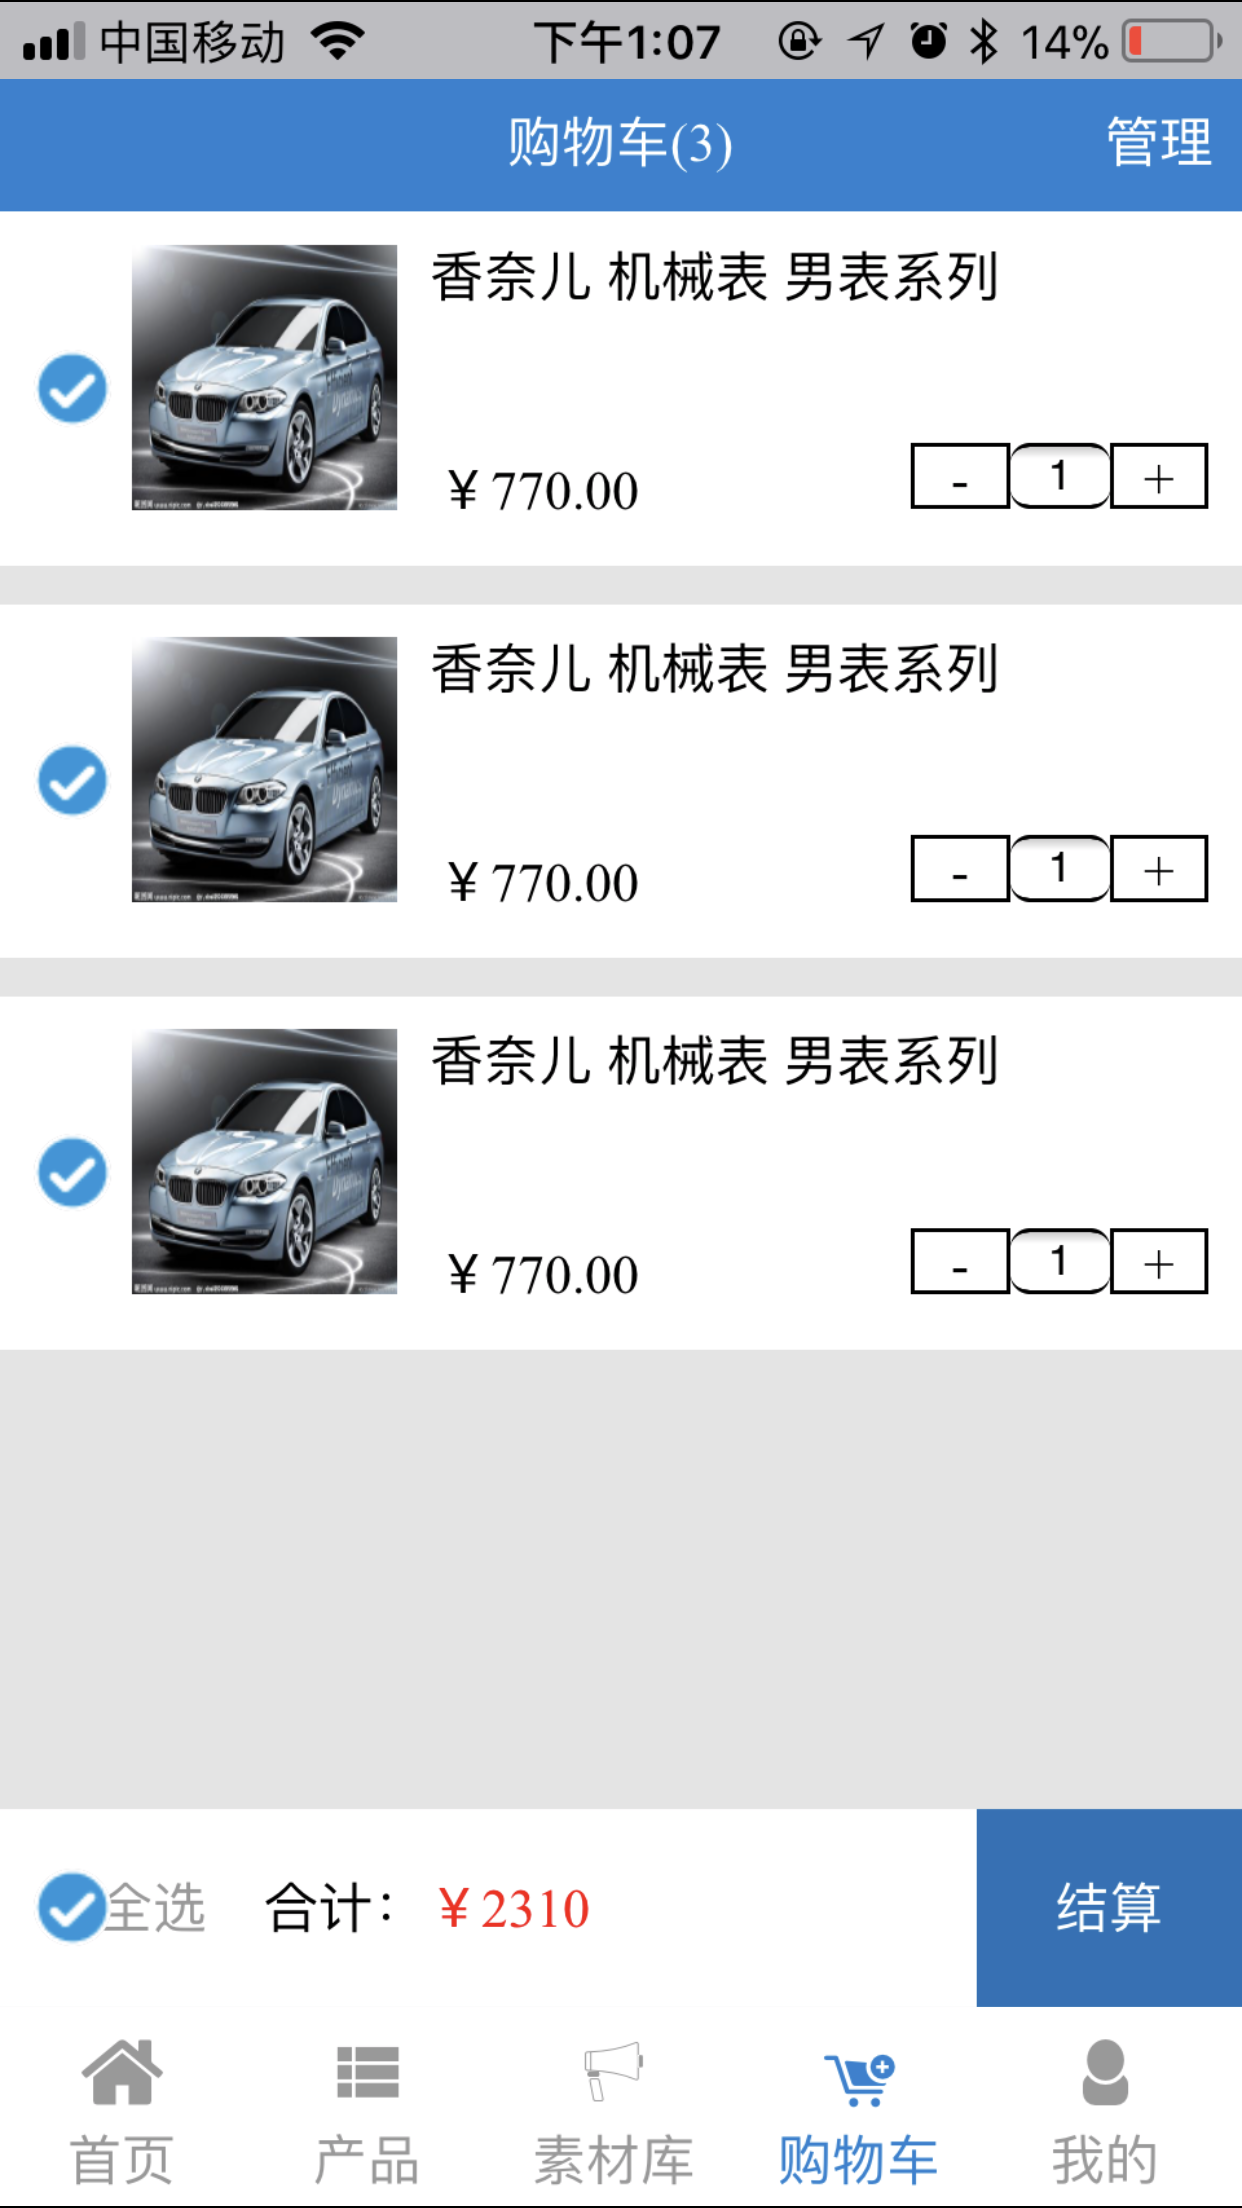 中国移动 下午1:07 14%
购物车(3) 管理
香奈儿 机械表 男表系列
¥ 770.00 - 1 +
香奈儿 机械表 男表系列
¥ 770.00 - 1 +
香奈儿 机械表 男表系列
¥ 770.00 - 1 +
全选 合计： ¥ 2310 结算
首页 产品 素材库 购物车 我的